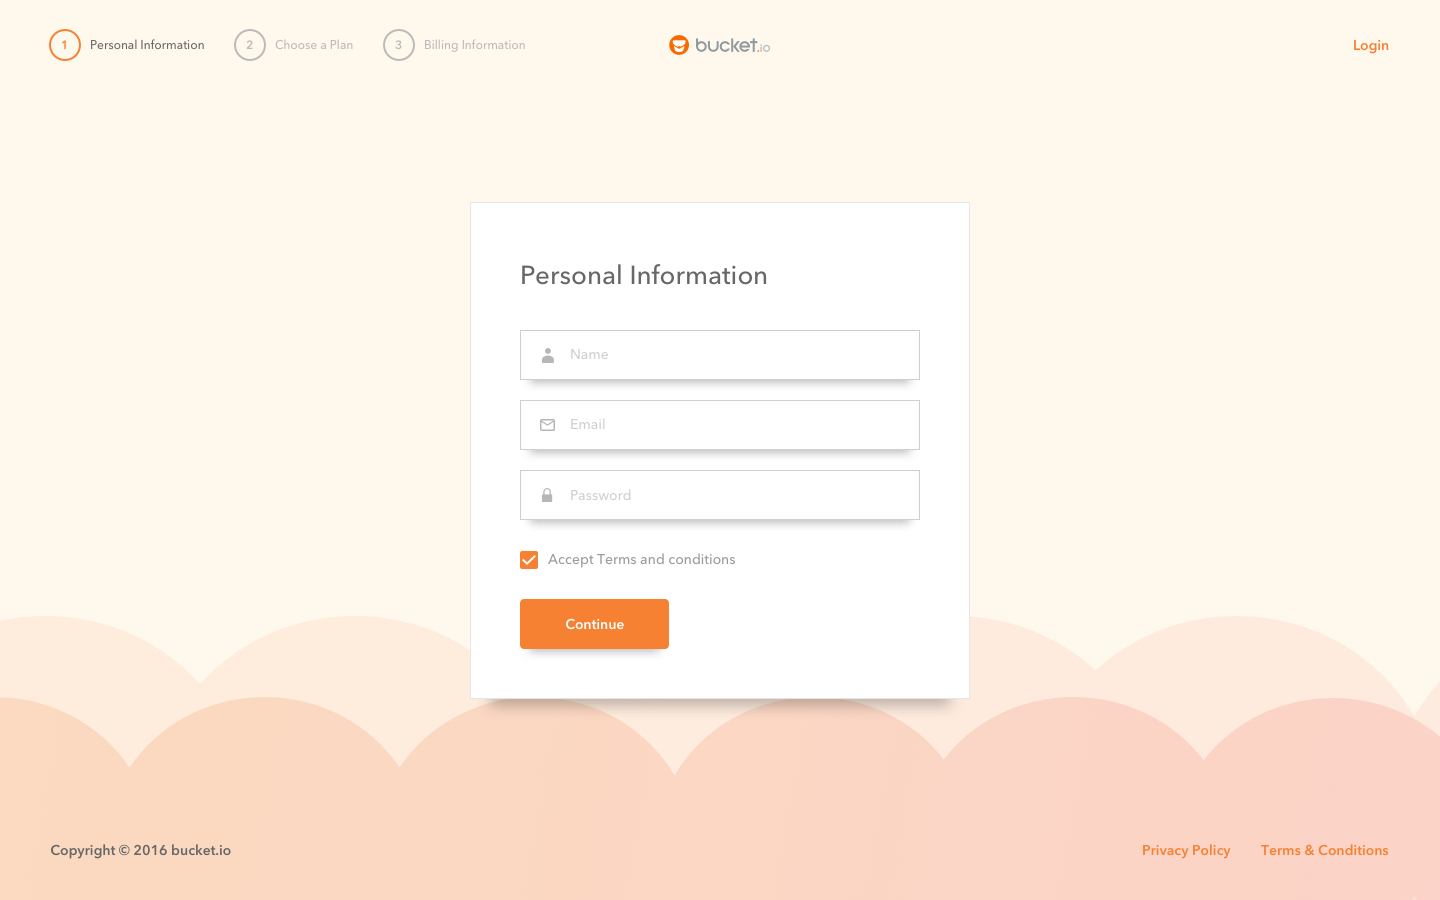 1 Personal Information 2 Choose a Plan 3 Billing Information bucket.io Login
Personal Information
Name
Email
Password
Accept Terms and conditions
Continue
Copyright © 2016 bucket.io Privacy Policy Terms & Conditions